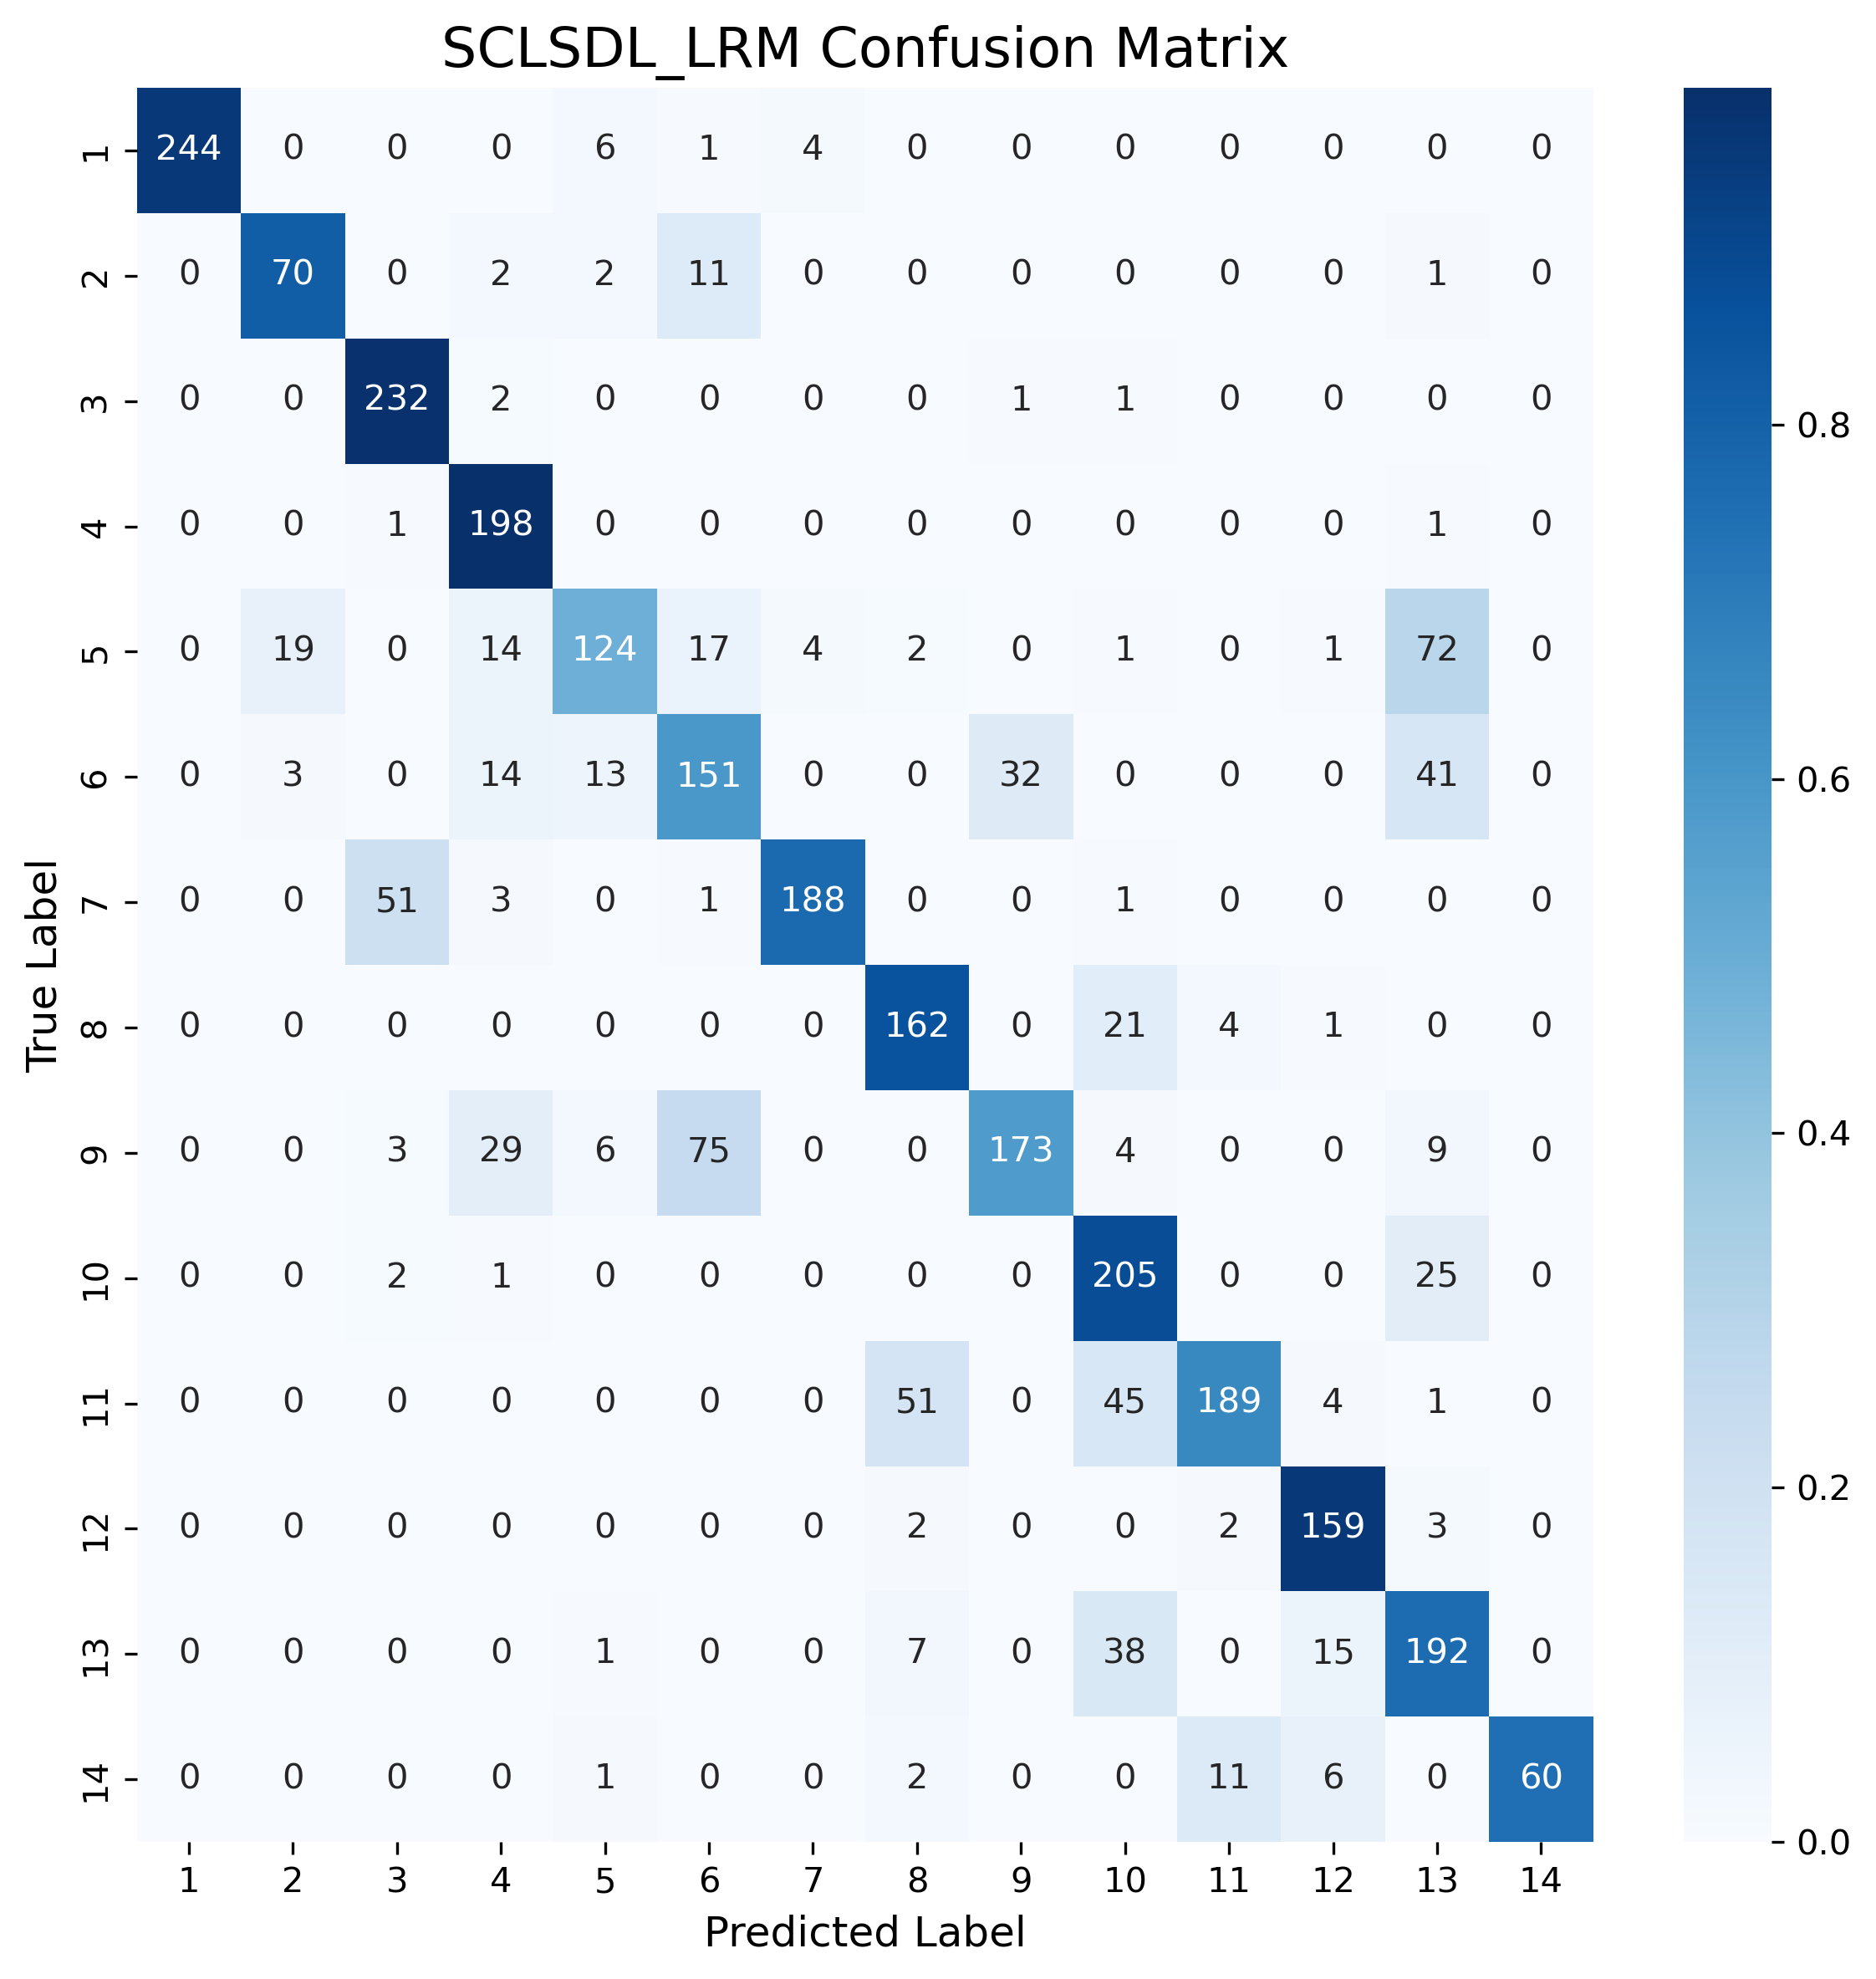 SCLSDL_LRM Confusion Matrix
1 244 0 0 0 6 1 4 0 0 0 0 0 0 0
2 0 70 0 2 2 11 0 0 0 0 0 0 1 0
3 0 0 232 2 0 0 0 0 1 1 0 0 0 0
4 0 0 1 198 0 0 0 0 0 0 0 0 1 0
5 0 19 0 14 124 17 4 2 0 1 0 1 72 0
6 0 3 0 14 13 151 0 0 32 0 0 0 41 0
7 0 0 51 3 0 1 188 0 0 1 0 0 0 0
8 0 0 0 0 0 0 0 162 0 21 4 1 0 0
9 0 0 3 29 6 75 0 0 173 4 0 0 9 0
10 0 0 2 1 0 0 0 0 0 205 0 0 25 0
11 0 0 0 0 0 0 0 51 0 45 189 4 1 0
12 0 0 0 0 0 0 0 2 0 0 2 159 3 0
13 0 0 0 0 1 0 0 7 0 38 0 15 192 0
14 0 0 0 0 1 0 0 2 0 0 11 6 0 60
1 2 3 4 5 6 7 8 9 10 11 12 13 14
Predicted Label
True Label
0.8
0.6
0.4
0.2
0.0